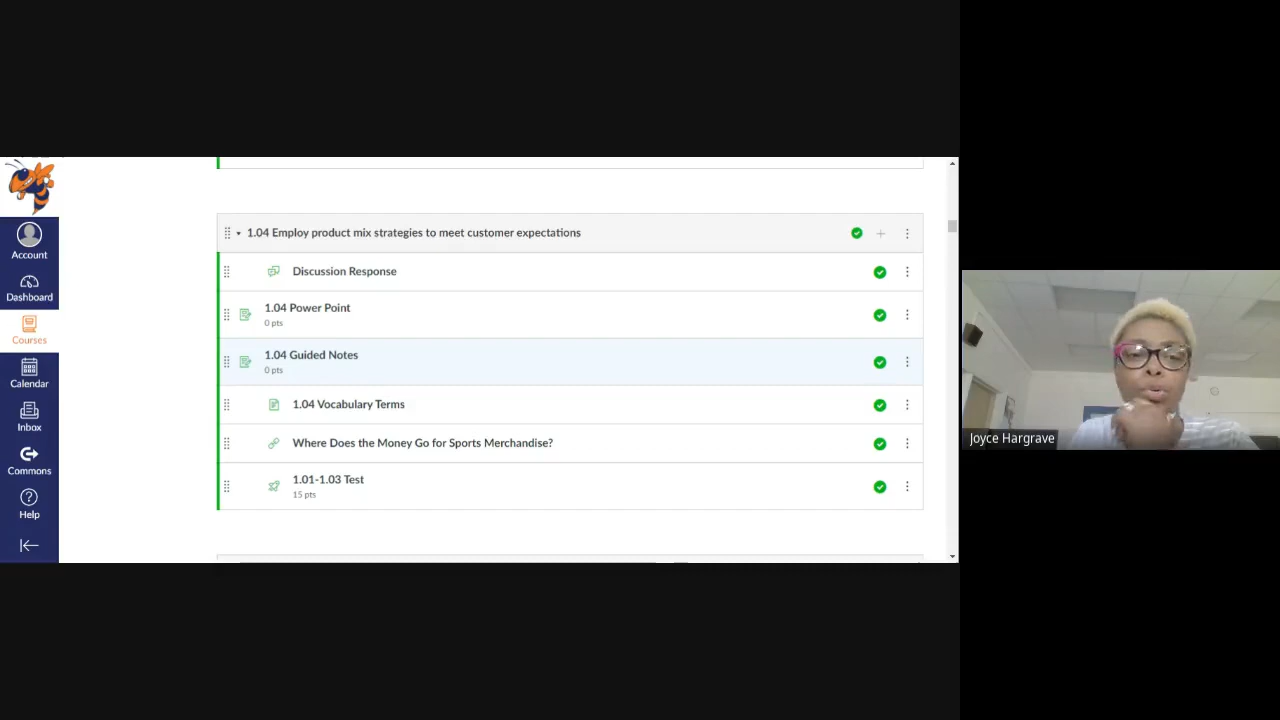 Account
Dashboard
Courses
Calendar
Inbox
Commons
Help
1.04 Employ product mix strategies to meet customer expectations
Discussion Response
1.04 Power Point
0 pts
1.04 Guided Notes
0 pts
1.04 Vocabulary Terms
Where Does the Money Go for Sports Merchandise?
1.01-1.03 Test
15 pts
Joyce Hargrave